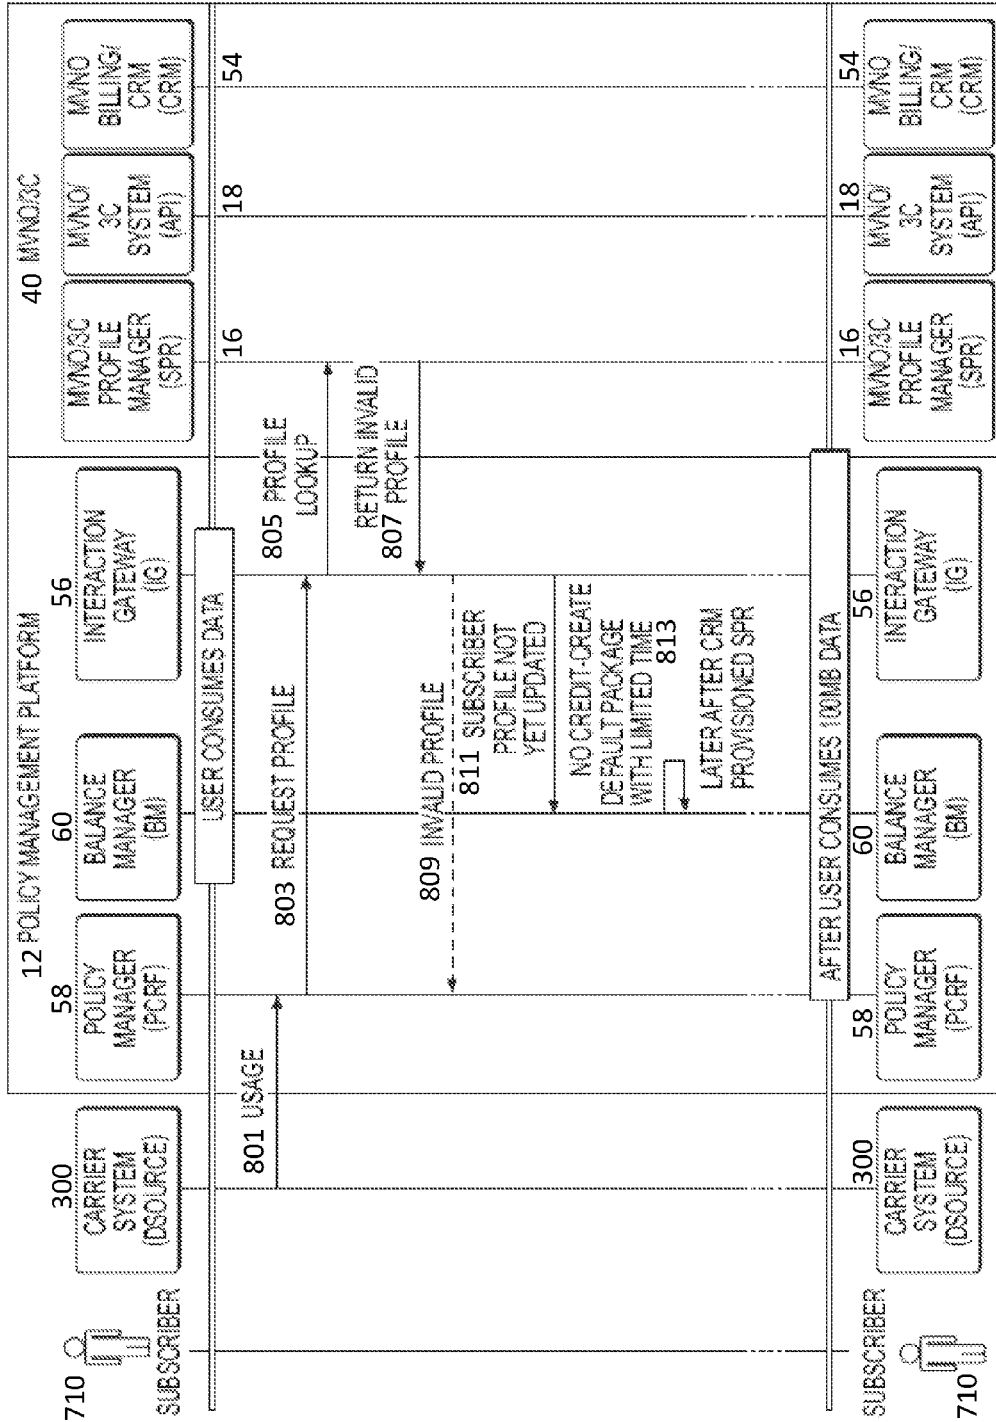 710
SUBSCRIBER
300
CARRIER
SYSTEM
(DSOURCE)
12 POLICY MANAGEMENT PLATFORM
58
POLICY
MANAGER
(PCRF)
60
BALANCE
MANAGER
(BM)
56
INTERACTION
GATEWAY
(IG)
40 MVNO/3C
MVNO/3C
PROFILE
MANAGER
(SPR)
MVNO/
3C
SYSTEM
(API)
MVNO
BILLING/
CRM
(CRM)
USER CONSUMES DATA
16
18
54
801 USAGE
803 REQUEST PROFILE
805 PROFILE
LOOKUP
RETURN INVALID
807 PROFILE
809 INVALID PROFILE
811 SUBSCRIBER
PROFILE NOT
YET UPDATED
NO CREDIT-CREATE
DEFAULT PACKAGE
WITH LIMITED TIME
813
LATER AFTER CRM
PROVISIONED SPR
AFTER USER CONSUMES 100MB DATA
SUBSCRIBER
710
300
CARRIER
SYSTEM
(DSOURCE)
58
POLICY
MANAGER
(PCRF)
60
BALANCE
MANAGER
(BM)
56
INTERACTION
GATEWAY
(IG)
16
MVNO/3C
PROFILE
MANAGER
(SPR)
18
MVNO/
3C
SYSTEM
(API)
54
MVNO
BILLING/
CRM
(CRM)